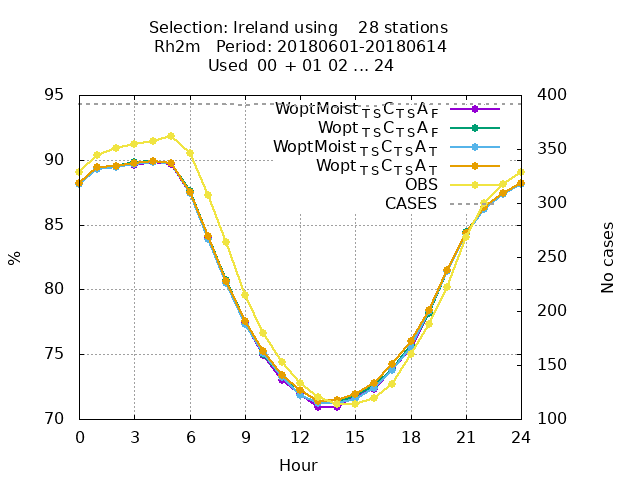 Selection: Ireland using 28 stations
Rh2m Period: 20180601-20180614
Used 00 + 01 02 ... 24
95
90
85
80
75
70
%
WoptMoist TS C TS A F
Wopt TS C TS A F
WoptMoist TS C TS A T
Wopt TS C TS A T
OBS
CASES
400
350
300
250
200
150
100
No cases
0 3 6 9 12 15 18 21 24
Hour